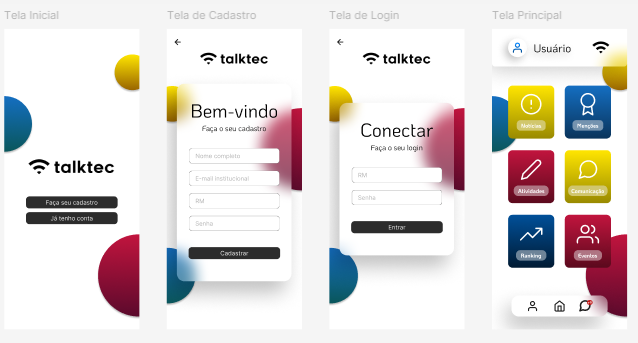 Tela Inicial
talktec
Faça seu cadastro
Já tenho conta
Tela de Cadastro
talktec
Bem-vindo
Faça o seu cadastro
Nome completo
E-mail institucional
RM
Senha
Cadastrar
Tela de Login
talktec
Conectar
Faça o seu login
RM
Senha
Entrar
Tela Principal
Usuário
Notícias
Menções
Atividades
Comunicação
Ranking
Eventos